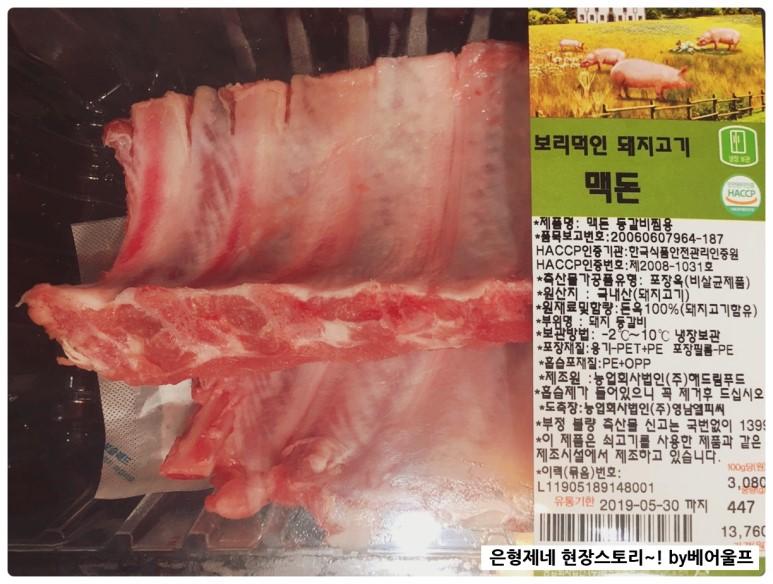 보리먹인 돼지고기
냉장 보관
맥돈
HACCP
*제품명: 맥돈 등갈비찜용
*품목보고번호:20060607964-187
HACCP인증기관:한국식품안전관리인증원
HACCP인증번호:제2008-1031호
*축산물가공품유형: 포장육(비살균제품)
*원산지 : 국내산(돼지고기)
*원재료및함량:돈육100%(돼지고기함유)
*부위명 : 돼지 등갈비
*보관방법: -2℃~10℃ 냉장보관
*포장재질:용기-PET+PE 포장필름-PE
*흡습포재질:PE+OPP
*제조원 :농업회사법인(주)해드림푸드
*흡습제가 들어있으니 꼭 제거후 드십시오
*도축장:농업회사법인(주)영남엘피씨
*부정 불량 축산물 신고는 국번없이 1399
*이 제품은 쇠고기를 사용한 제품과 같은
제조시설에서 제조하고 있습니다.
100g당(원)
*이력(묶음)번호:
3,080
L11905189148001
유통기한 2019-05-30 까지
447
13,760
은형제네 현장스토리~! by베어울프